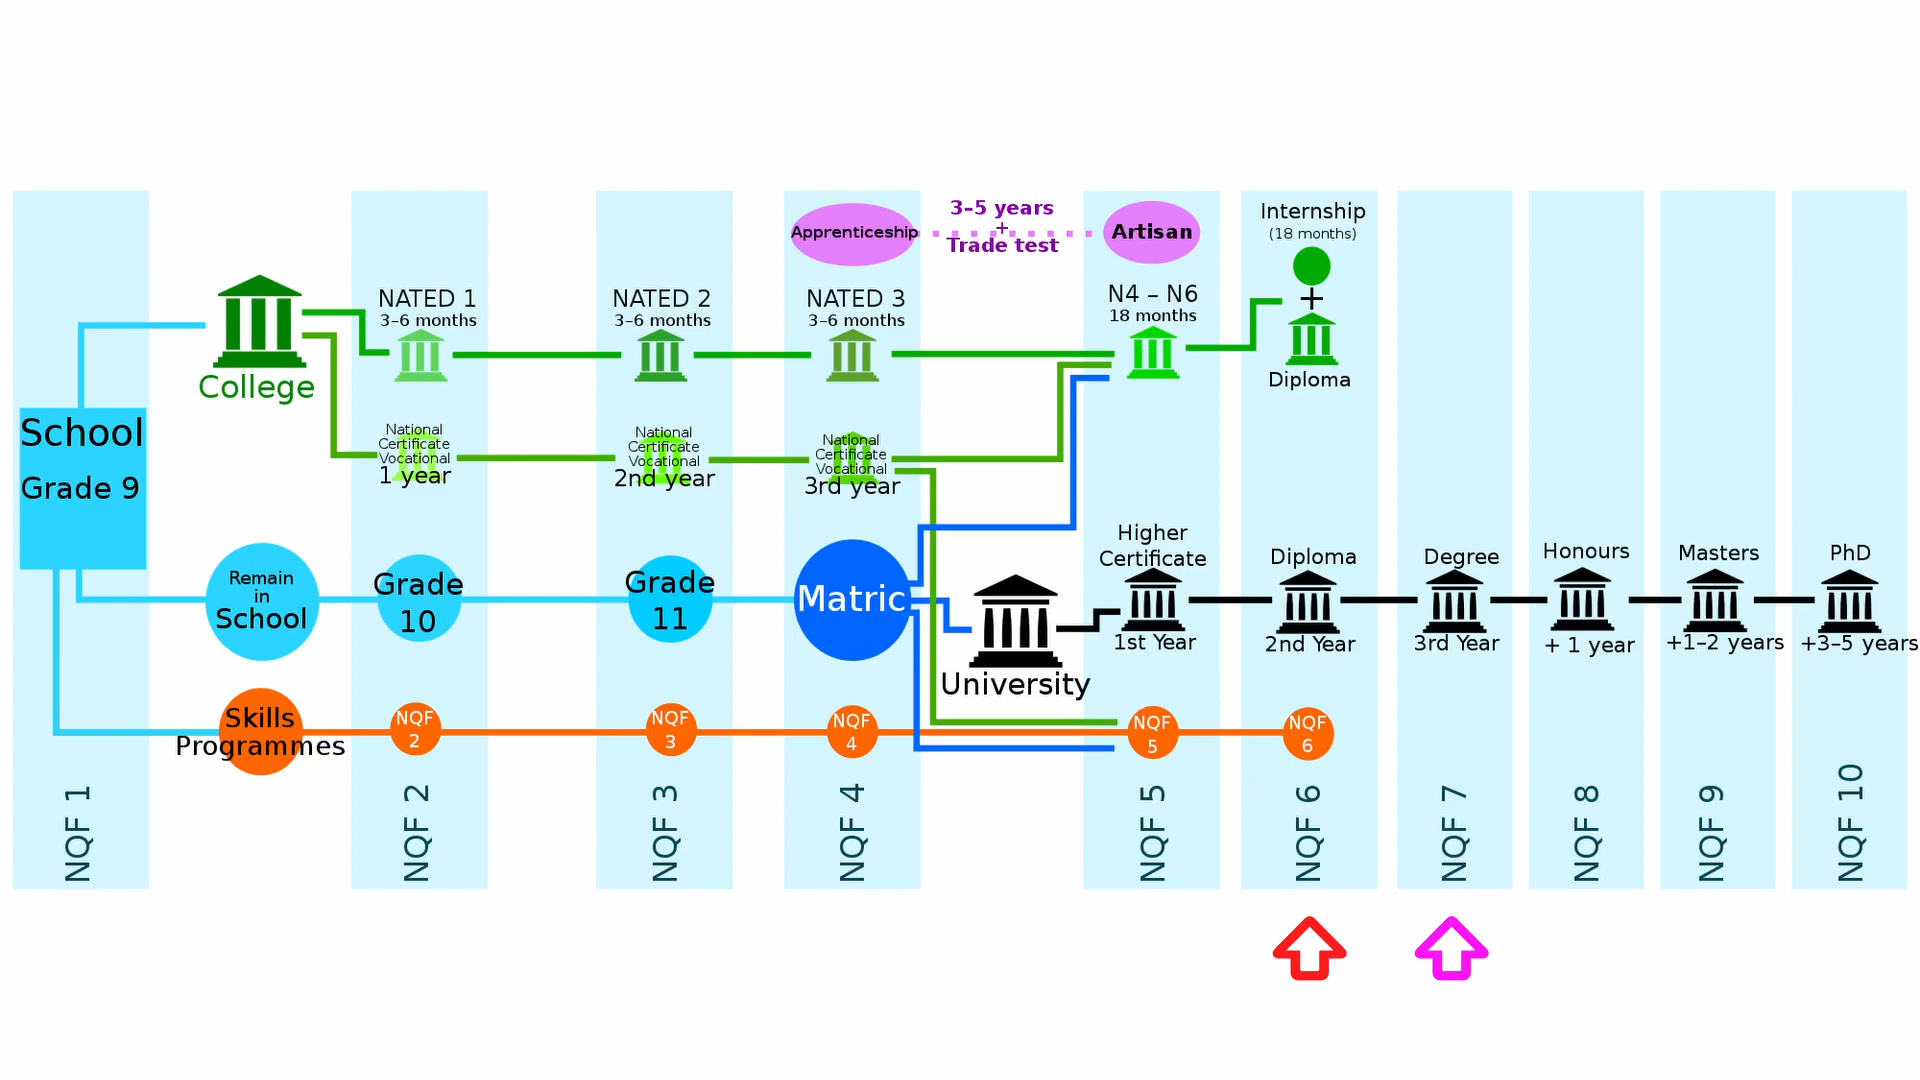 3–5 years
+
Trade test
Apprenticeship
Artisan
Internship
(18 months)
+
Diploma
College
NATED 1
3–6 months
NATED 2
3–6 months
NATED 3
3–6 months
N4 – N6
18 months
School
Grade 9
National
Certificate
Vocational
1 year
National
Certificate
Vocational
2nd year
National
Certificate
Vocational
3rd year
Remain
in
School
Grade
10
Grade
11
Matric
University
Higher
Certificate
1st Year
Diploma
2nd Year
Degree
3rd Year
Honours
+ 1 year
Masters
+1–2 years
PhD
+3–5 years
Skills
Programmes
NQF
2
NQF
3
NQF
4
NQF
5
NQF
6
NQF 1
NQF 2
NQF 3
NQF 4
NQF 5
NQF 6
NQF 7
NQF 8
NQF 9
NQF 10